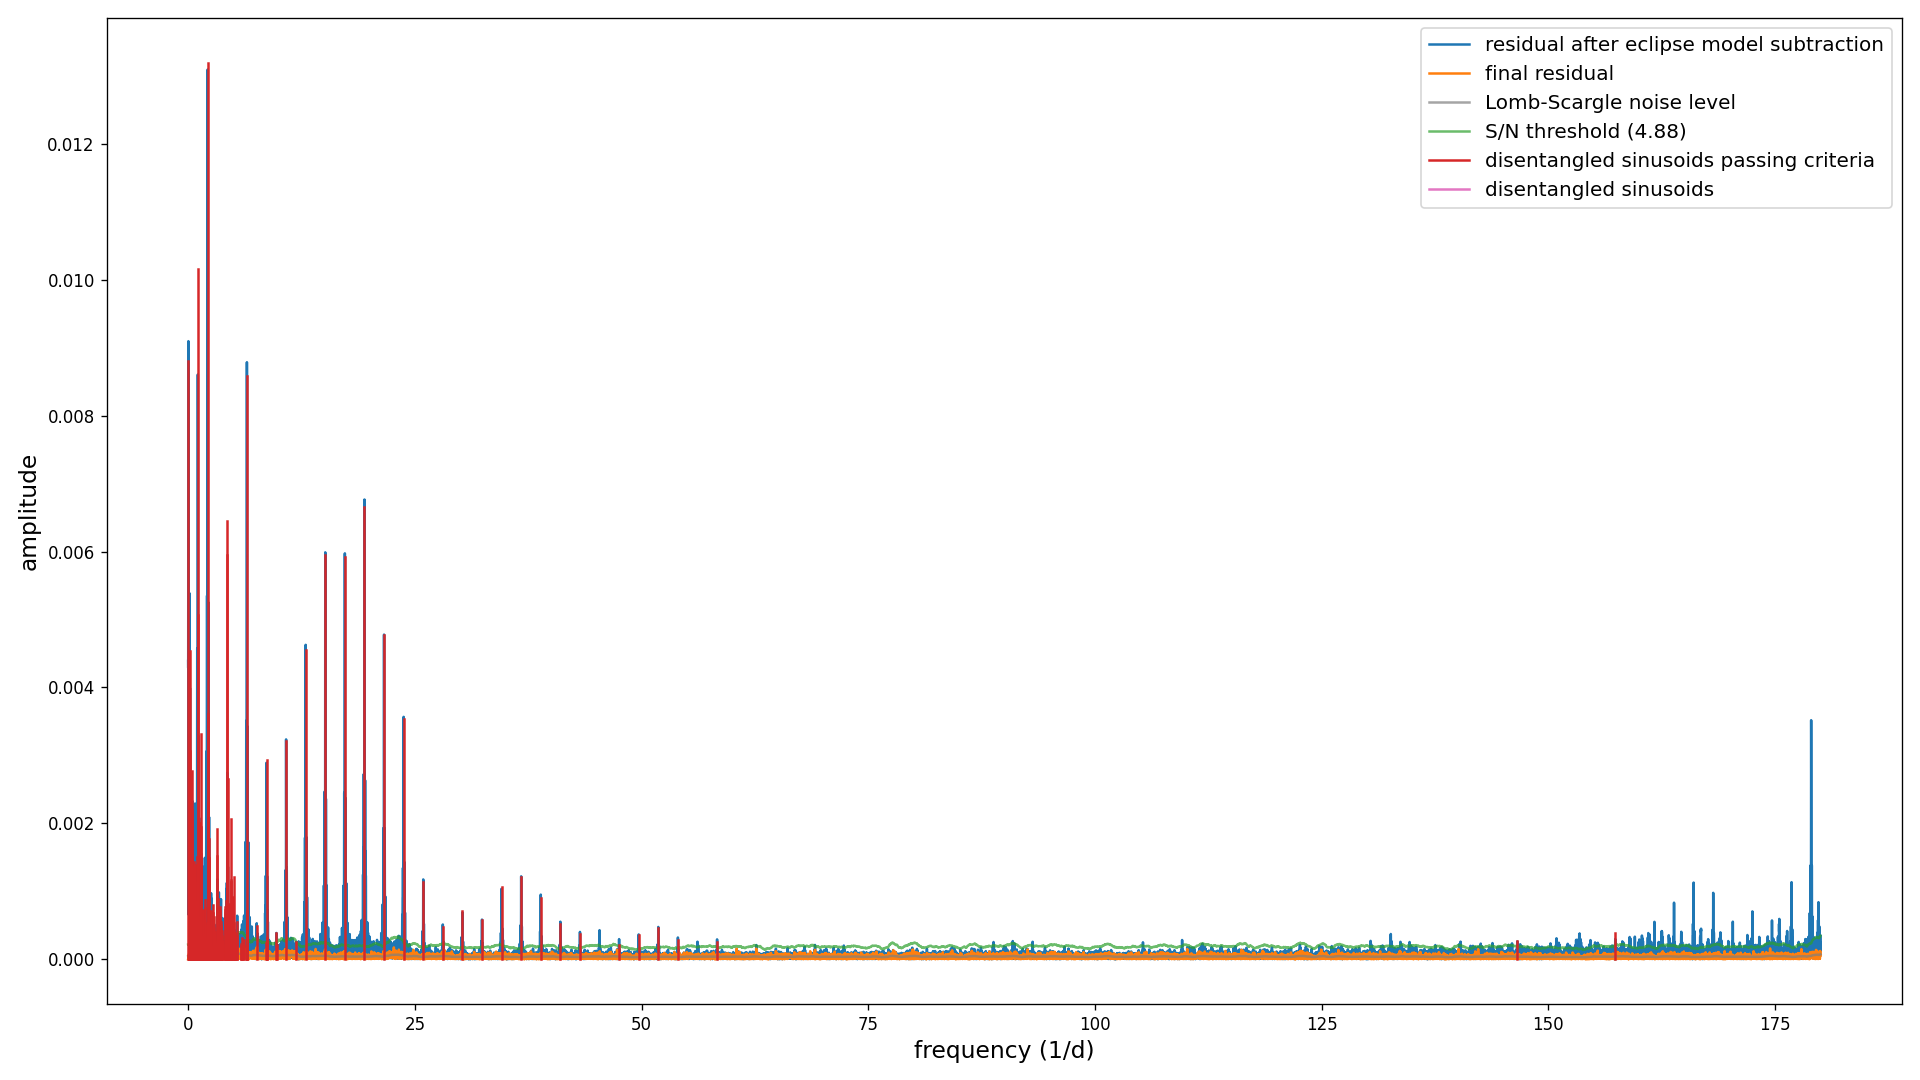 residual after eclipse model subtraction
final residual
Lomb-Scargle noise level
S/N threshold (4.88)
disentangled sinusoids passing criteria
disentangled sinusoids
0.012
0.010
0.008
0.006
0.004
0.002
0.000
amplitude
0 25 50 75 100 125 150 175
frequency (1/d)